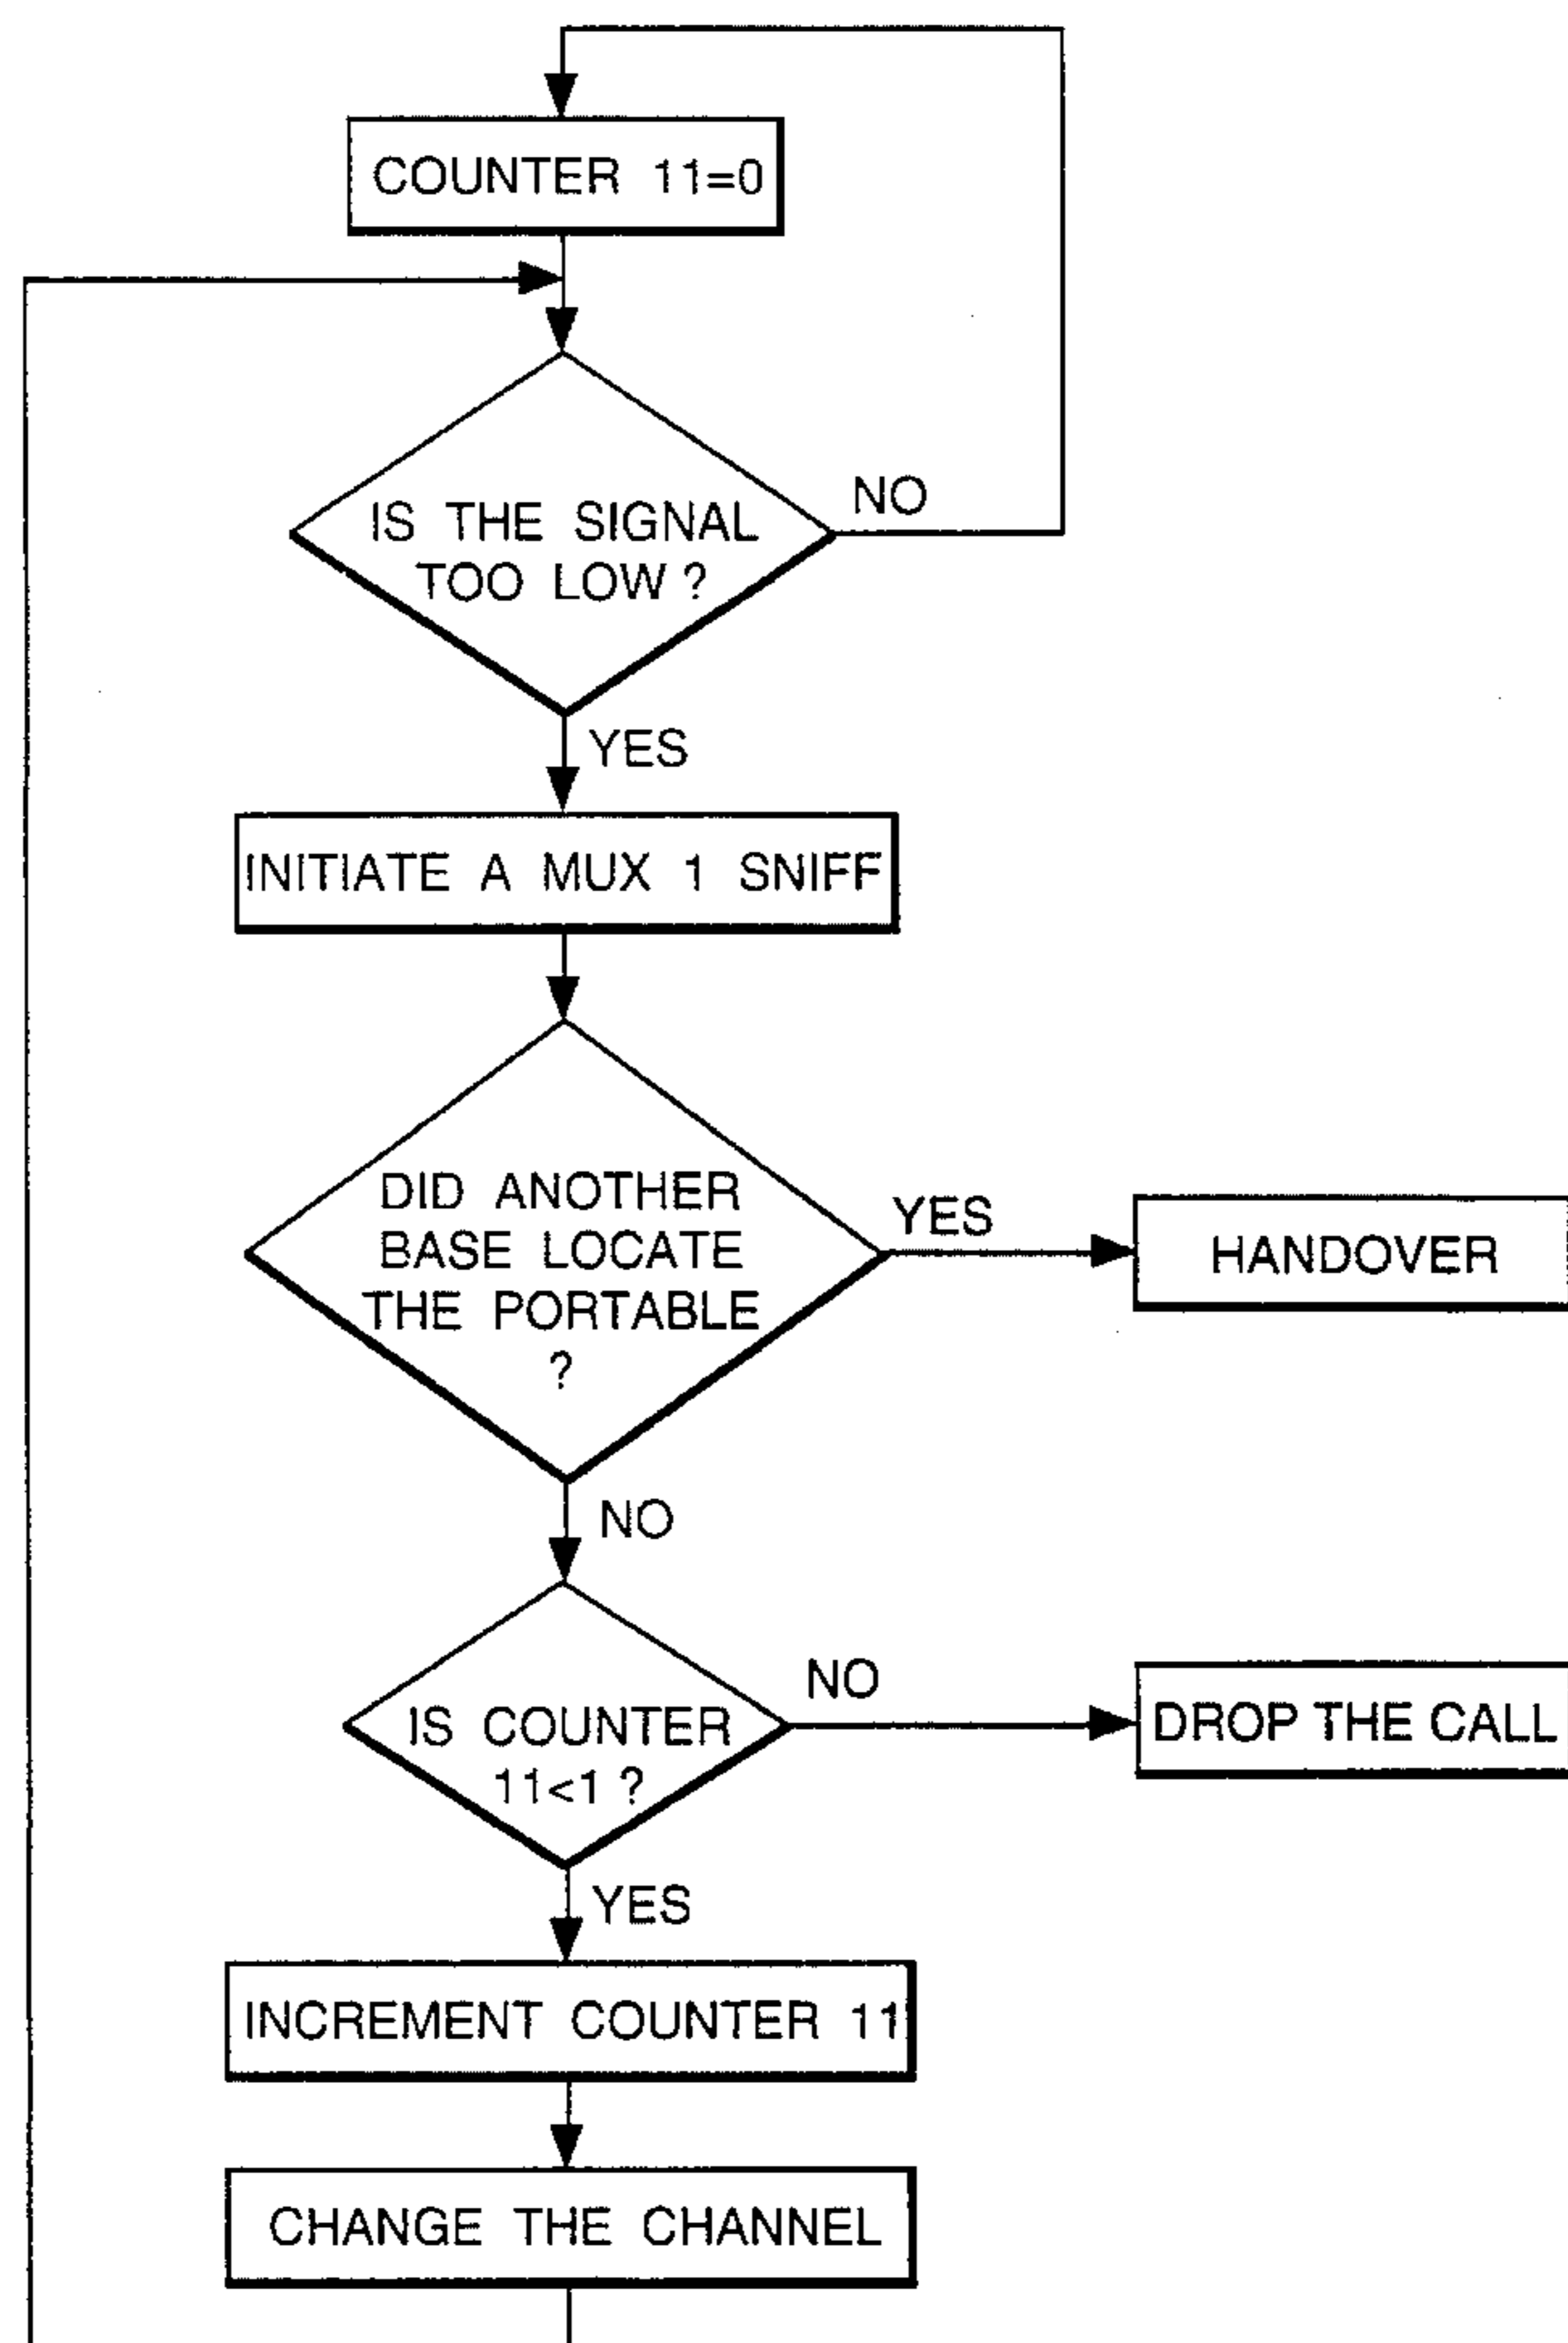 COUNTER 11=0
IS THE SIGNAL
TOO LOW ?
NO
YES
INITIATE A MUX 1 SNIFF
DID ANOTHER
BASE LOCATE
THE PORTABLE
?
YES
HANDOVER
NO
IS COUNTER
11<1 ?
NO
DROP THE CALL
YES
INCREMENT COUNTER 11
CHANGE THE CHANNEL